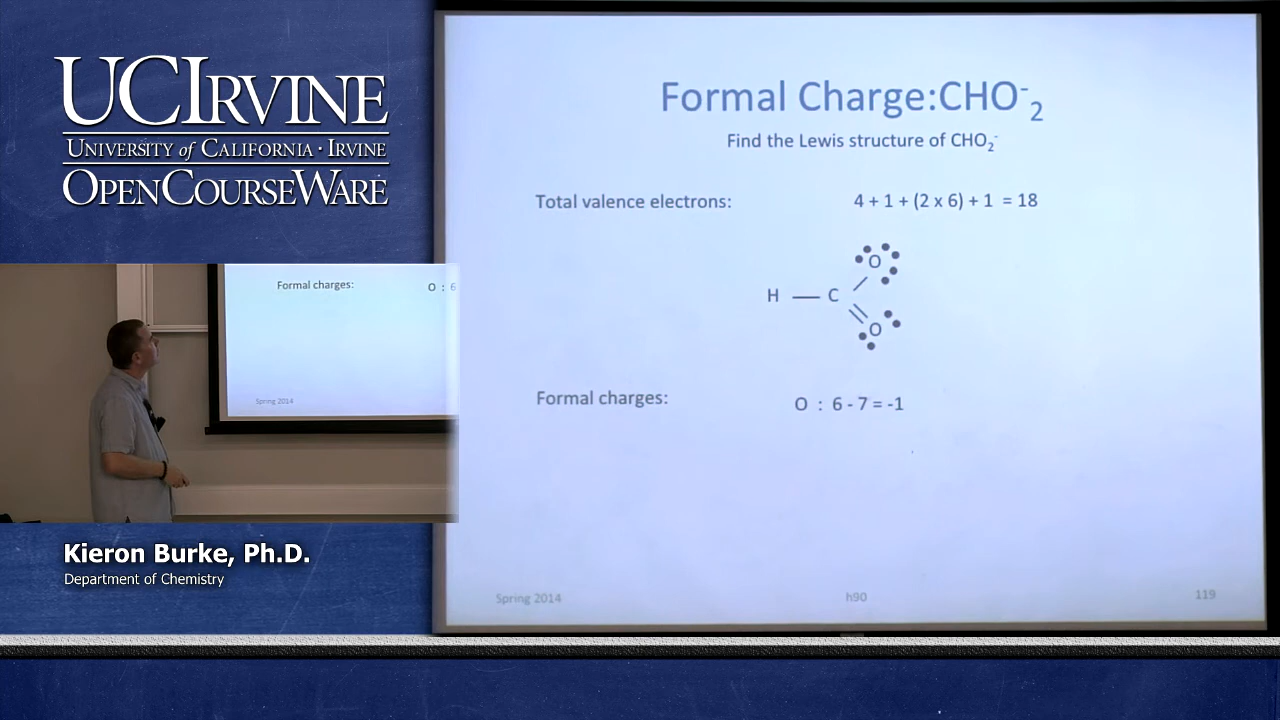 UCIRVINE
UNIVERSITY of CALIFORNIA · IRVINE
OPENCOURSEWARE
Formal charges: O : 6
Spring 2014
Kieron Burke, Ph.D.
Department of Chemistry
Formal Charge:CHO⁻₂
Find the Lewis structure of CHO₂⁻
Total valence electrons: 4 + 1 + (2 x 6) + 1 = 18
O
H — C
O
Formal charges: O : 6 - 7 = -1
Spring 2014 h90 119